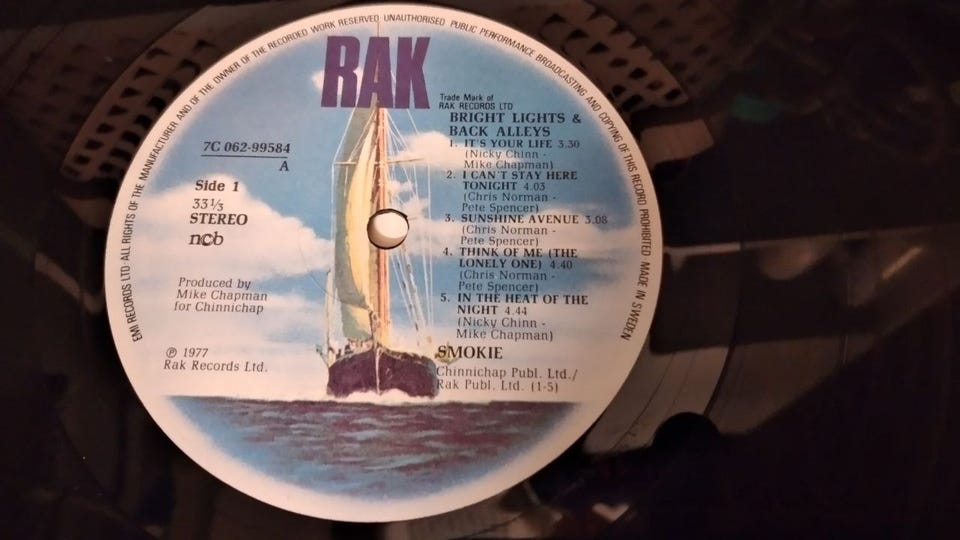 EMI RECORDS LTD· ALL RIGHTS OF THE MANUFACTURER AND OF THE OWNER OF THE RECORDED WORK RESERVED UNAUTHORISED PUBLIC PERFORMANCE BROADCASTING AND COPYING OF THIS RECORD PROHIBITED MADE IN SWEDEN
RAK
Trade Mark of
RAK RECORDS LTD
7C 062-99584
A
Side 1
33⅓
STEREO
ncb
Produced by
Mike Chapman
for Chinnichap
℗ 1977
Rak Records Ltd.
BRIGHT LIGHTS &
BACK ALLEYS
1. IT'S YOUR LIFE 3.30
(Nicky Chinn -
Mike Chapman)
2. I CAN'T STAY HERE
TONIGHT 4.03
(Chris Norman -
Pete Spencer)
3. SUNSHINE AVENUE 3.08
(Chris Norman -
Pete Spencer)
4. THINK OF ME (THE
LONELY ONE) 4.40
(Chris Norman -
Pete Spencer)
5. IN THE HEAT OF THE
NIGHT 4.44
(Nicky Chinn -
Mike Chapman)
SMOKIE
Chinnichap Publ. Ltd./
Rak Publ. Ltd. (1-5)